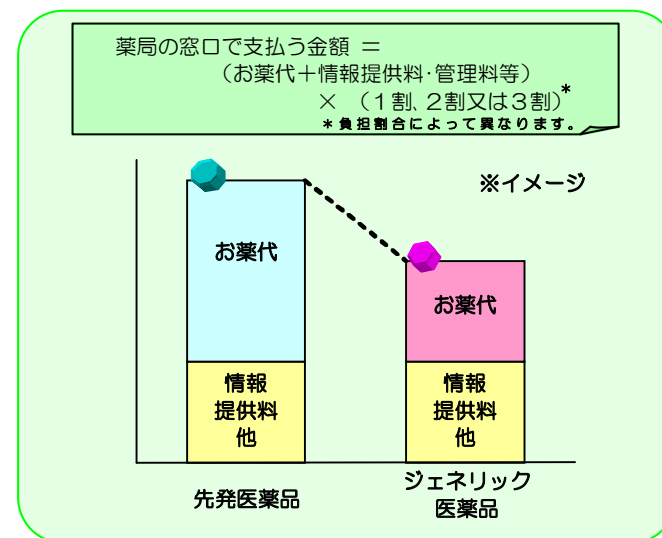 薬局の窓口で支払う金額 =
(お薬代+情報提供料・管理料等)
× (1割、2割又は3割)*
*負担割合によって異なります。
※イメージ
お薬代
お薬代
情報
提供料
他
情報
提供料
他
先発医薬品
ジェネリック
医薬品